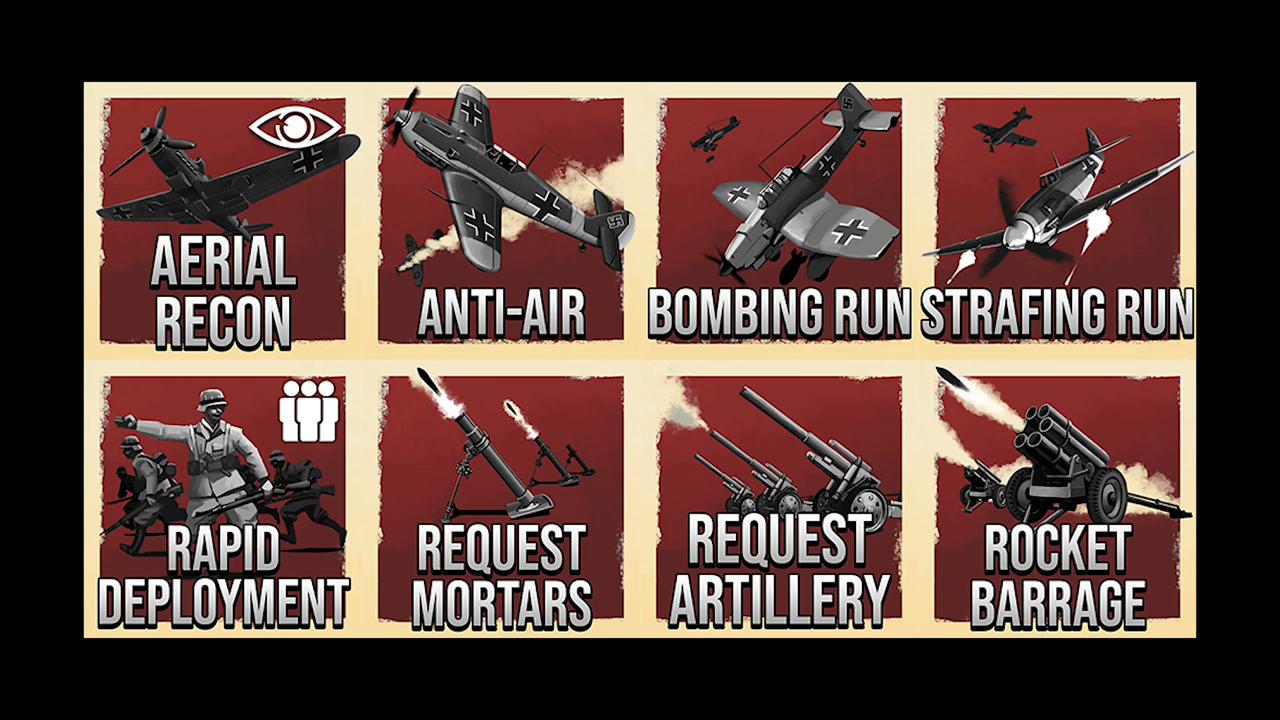 AERIAL
RECON
ANTI-AIR
BOMBING RUN
STRAFING RUN
RAPID
DEPLOYMENT
REQUEST
MORTARS
REQUEST
ARTILLERY
ROCKET
BARRAGE